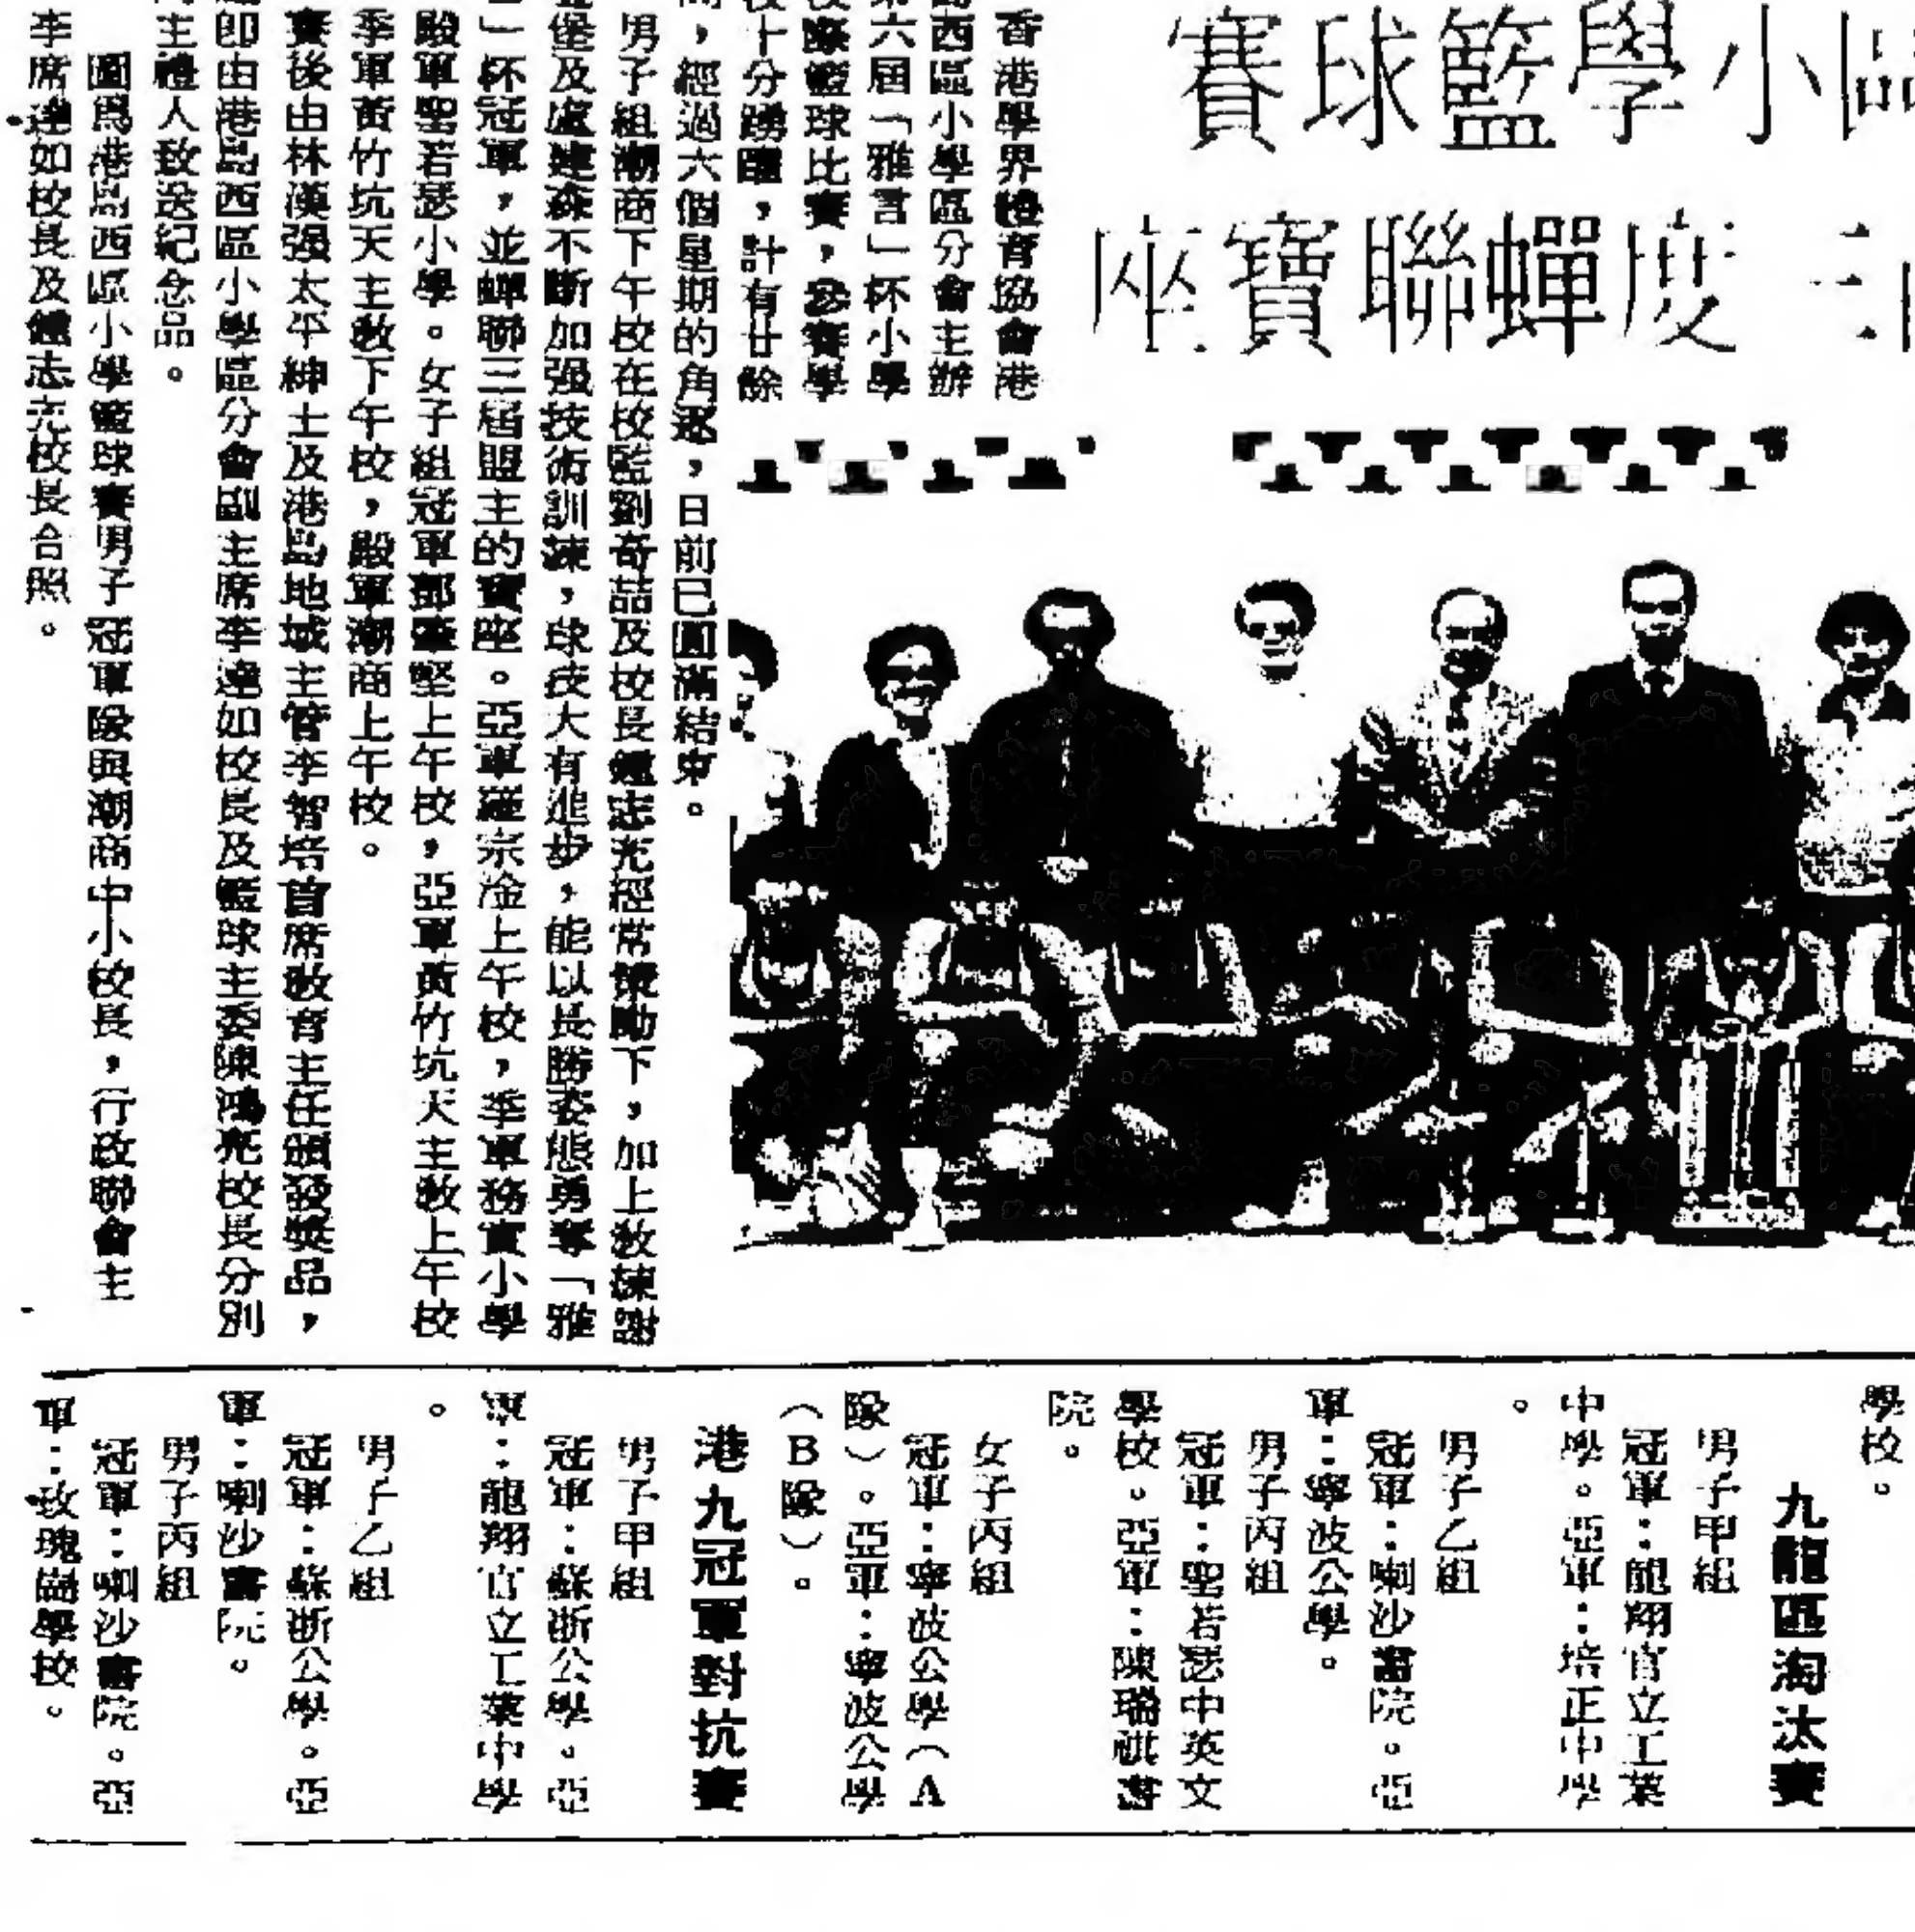 區小學籃球賽
三度蟬聯寶座
香港學界體育協會港
島西區小學區分會主辦
第六屆「雅言」杯小學
校際籃球比賽，參賽學
校十分踴躍，計有廿餘
間，經過六個星期的角逐，日前已圓滿結束。
男子組潮商下午校在校監劉奇喆及校長鍾志充經常策勵下，加上教練謝
堡及盧建森不斷加强技術訓練，球技大有進步，能以長勝姿態勇奪「雅
言」杯冠軍，並蟬聯三屆盟主的寶座。亞軍羅宗淦上午校，季軍務實小學
殿軍聖若瑟小學。女子組冠軍鄧肇堅上午校，亞軍黃竹坑天主教上午校
季軍黃竹坑天主教下午校，殿軍潮商上午校。
賽後由林漢强太平紳士及港島地域主管李智培首席教育主任頒發獎品，
即由港島西區小學區分會副主席李達如校長及籃球主委陳鴻亮校長分別
主禮人致送紀念品。
圖爲港島西區小學籃球賽男子冠軍隊與潮商中小校長，行政聯會主
李席達如校長及鍾志充校長合照。
學校。
九龍區淘汰賽
男子甲組
冠軍：龍翔官立工業
中學。亞軍：培正中學
。
男子乙組
冠軍：喇沙書院。亞
軍：寧波公學。
男子丙組
冠軍：聖若瑟中英文
學校。亞軍：陳瑞祺書
院。
女子丙組
冠軍：寧波公學（A
隊）。亞軍：寧波公學
（B隊）。
港九冠軍對抗賽
男子甲組
冠軍：蘇浙公學。亞
軍：龍翔官立工業中學
。
男子乙組
冠軍：蘇浙公學。亞
軍：喇沙書院。
男子丙組
冠軍：喇沙書院。亞
軍：玫瑰崗學校。